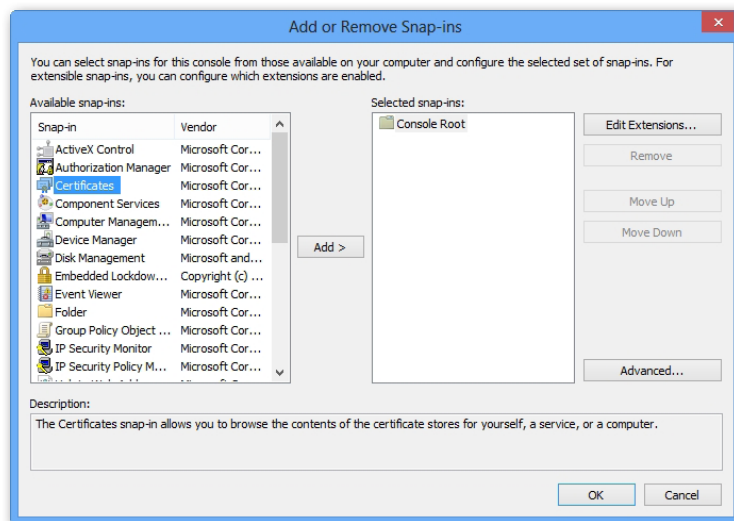 Add or Remove Snap-ins
You can select snap-ins for this console from those available on your computer and configure the selected set of snap-ins. For
extensible snap-ins, you can configure which extensions are enabled.
Available snap-ins:
Selected snap-ins:
Snap-in Vendor
ActiveX Control Microsoft Cor...
Authorization Manager Microsoft Cor...
Certificates Microsoft Cor...
Component Services Microsoft Cor...
Computer Managem... Microsoft Cor...
Device Manager Microsoft Cor...
Disk Management Microsoft and...
Embedded Lockdow... Copyright (c) ...
Event Viewer Microsoft Cor...
Folder Microsoft Cor...
Group Policy Object ... Microsoft Cor...
IP Security Monitor Microsoft Cor...
IP Security Policy M... Microsoft Cor...
Add >
Console Root
Edit Extensions...
Remove
Move Up
Move Down
Advanced...
Description:
The Certificates snap-in allows you to browse the contents of the certificate stores for yourself, a service, or a computer.
OK
Cancel